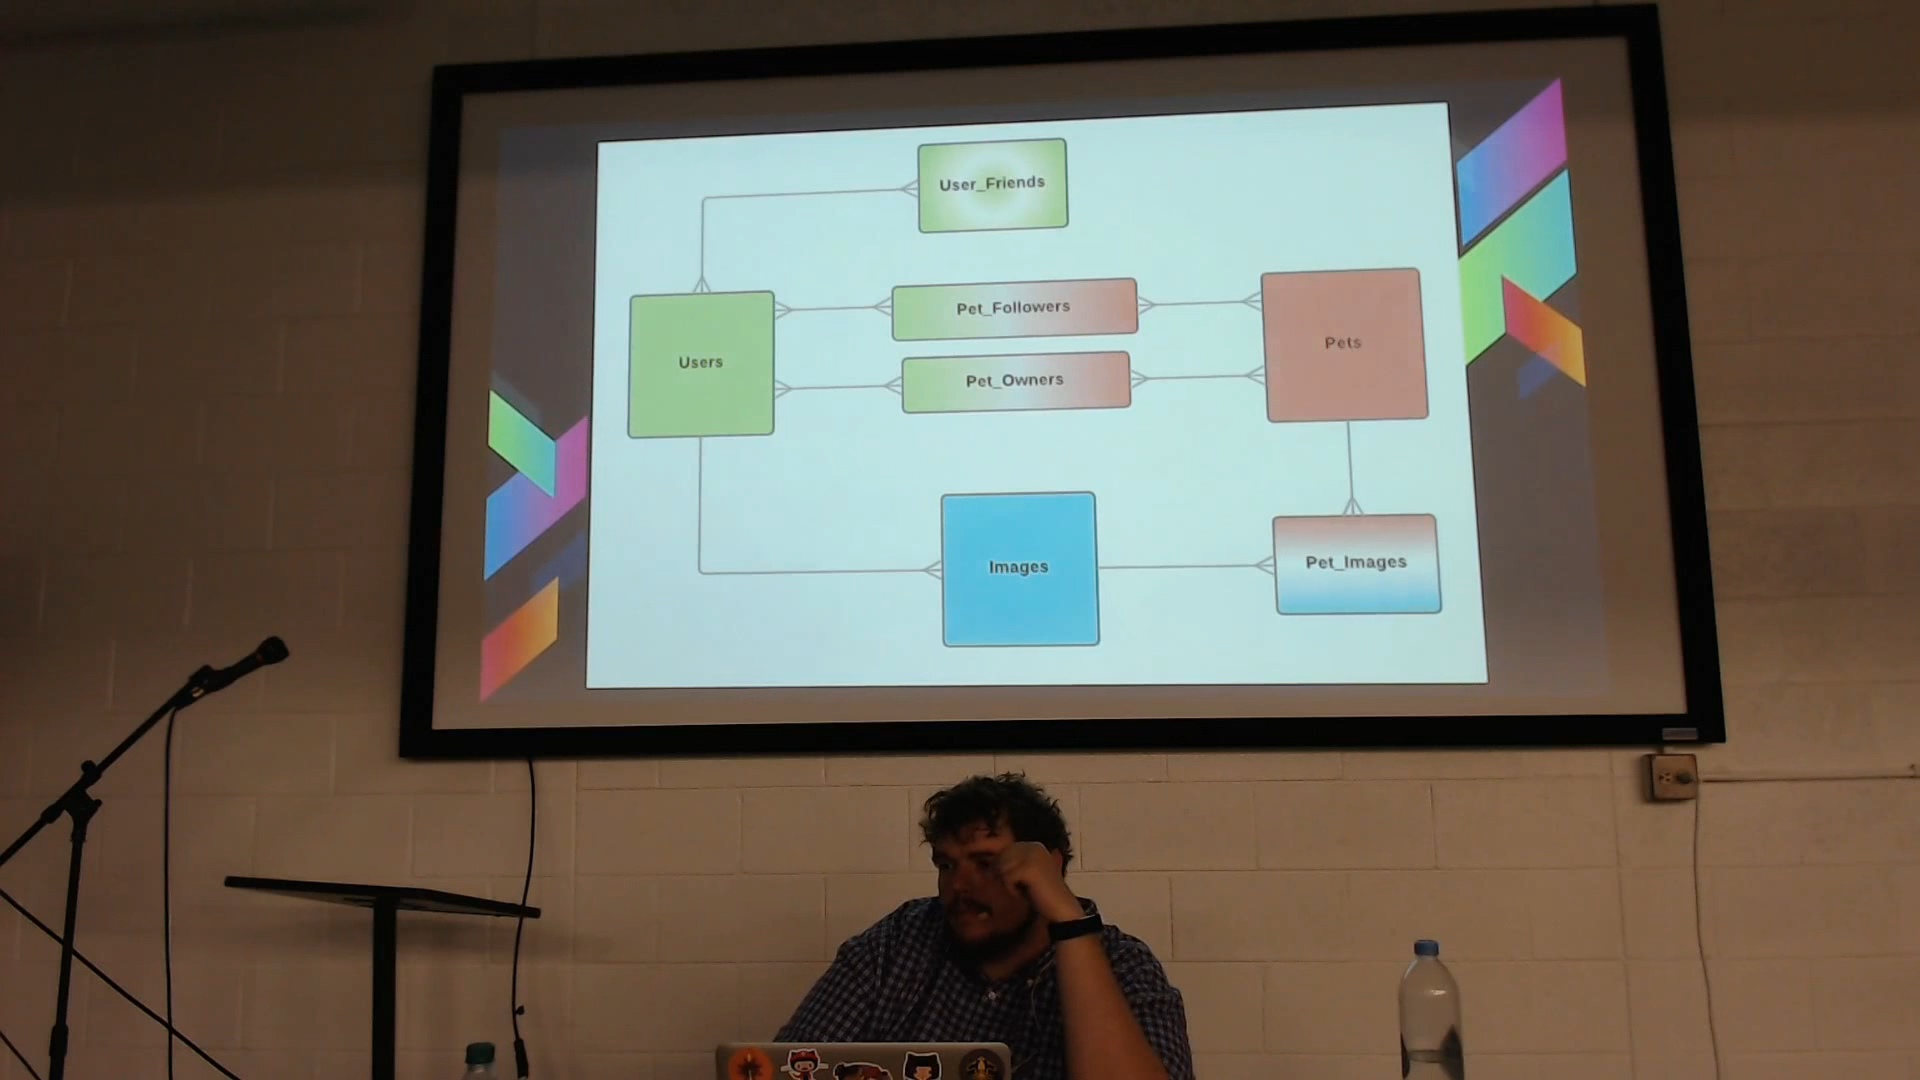 User_Friends
Pet_Followers
Pets
Users
Pet_Owners
Images
Pet_Images